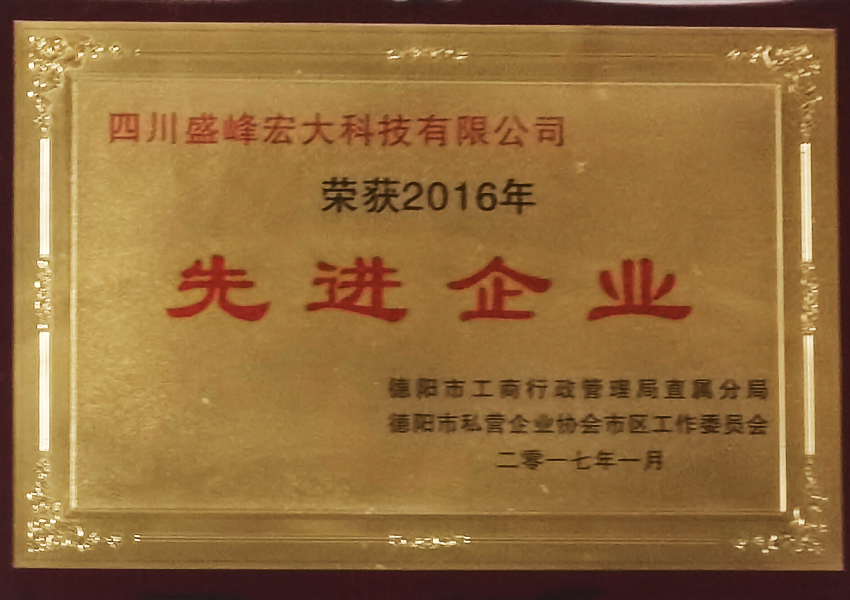 四川盛峰宏大科技有限公司
荣获2016年
先进企业
德阳市工商行政管理局直属分局
德阳市私营企业协会市区工作委员会
二零一七年一月